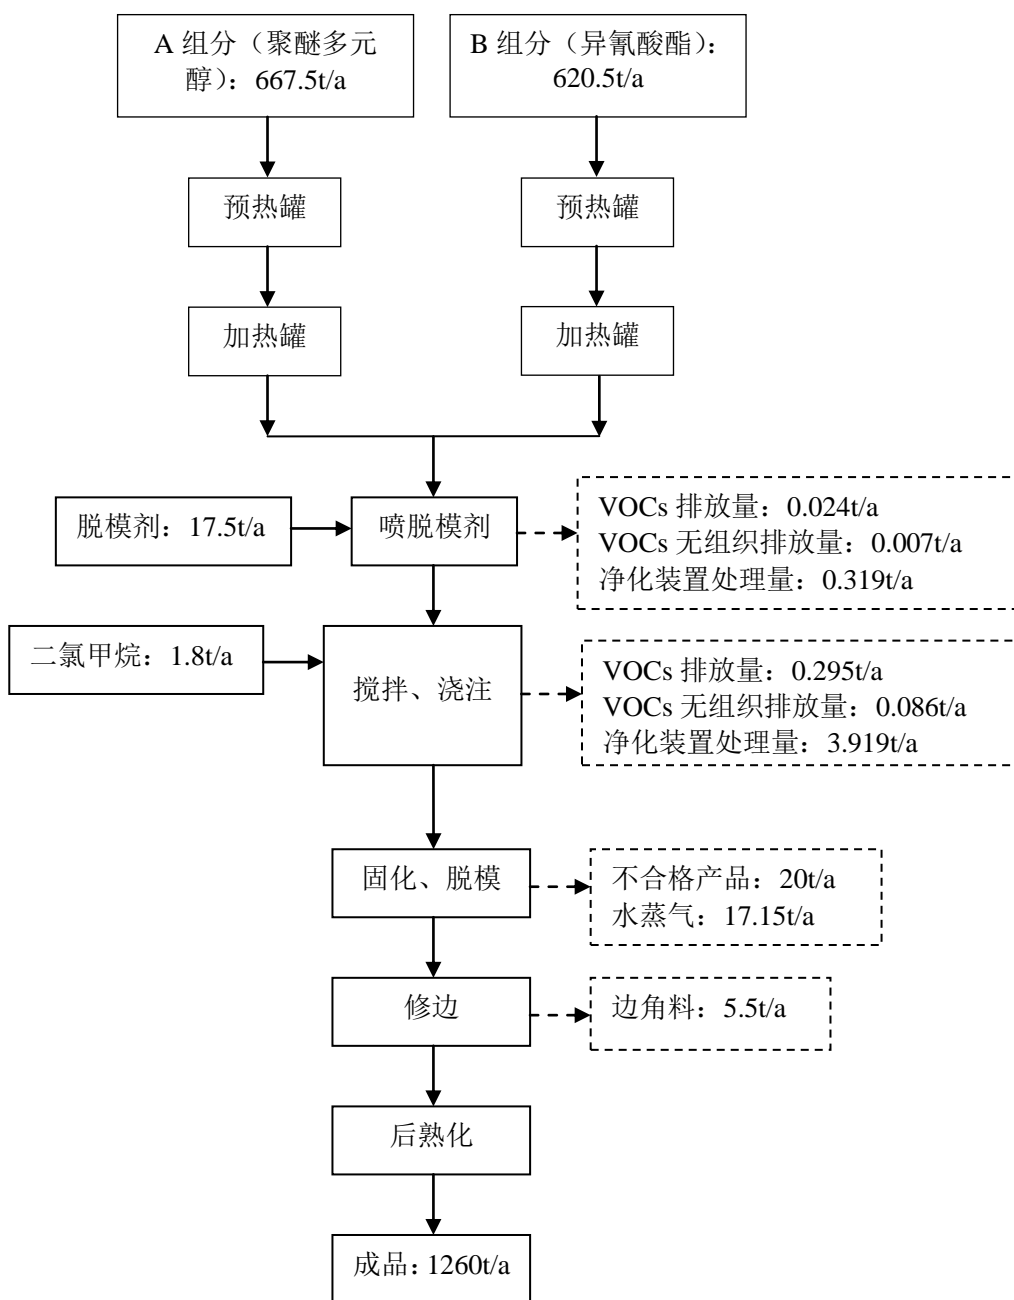 A 组分（聚醚多元
醇）：667.5t/a
B 组分（异氰酸酯）：
620.5t/a
预热罐
预热罐
加热罐
加热罐
脱模剂：17.5t/a
喷脱模剂
VOCs 排放量：0.024t/a
VOCs 无组织排放量：0.007t/a
净化装置处理量：0.319t/a
二氯甲烷：1.8t/a
搅拌、浇注
VOCs 排放量：0.295t/a
VOCs 无组织排放量：0.086t/a
净化装置处理量：3.919t/a
固化、脱模
不合格产品：20t/a
水蒸气：17.15t/a
修边
边角料：5.5t/a
后熟化
成品：1260t/a